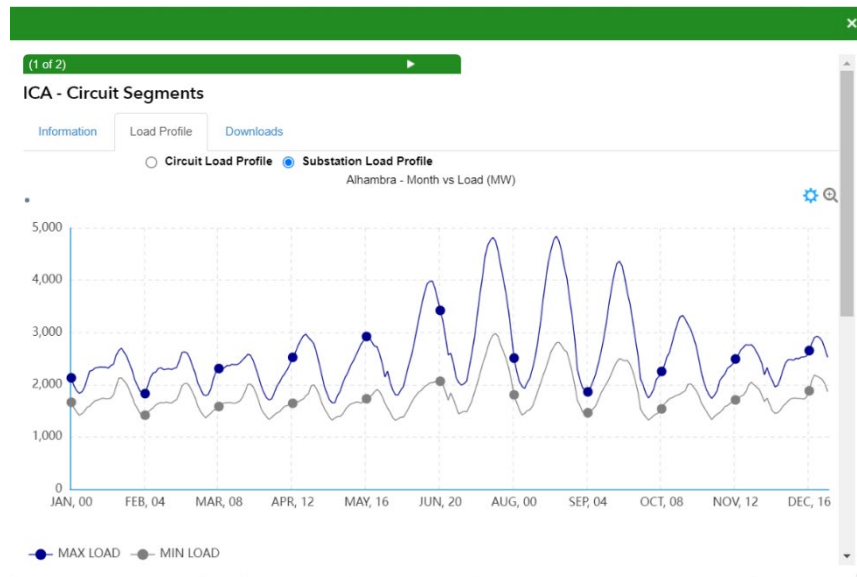 (1 of 2)
ICA - Circuit Segments
Information Load Profile Downloads
Circuit Load Profile Substation Load Profile
Alhambra - Month vs Load (MW)
5,000
4,000
3,000
2,000
1,000
0
JAN, 00 FEB, 04 MAR, 08 APR, 12 MAY, 16 JUN, 20 AUG, 00 SEP, 04 OCT, 08 NOV, 12 DEC, 16
MAX LOAD MIN LOAD